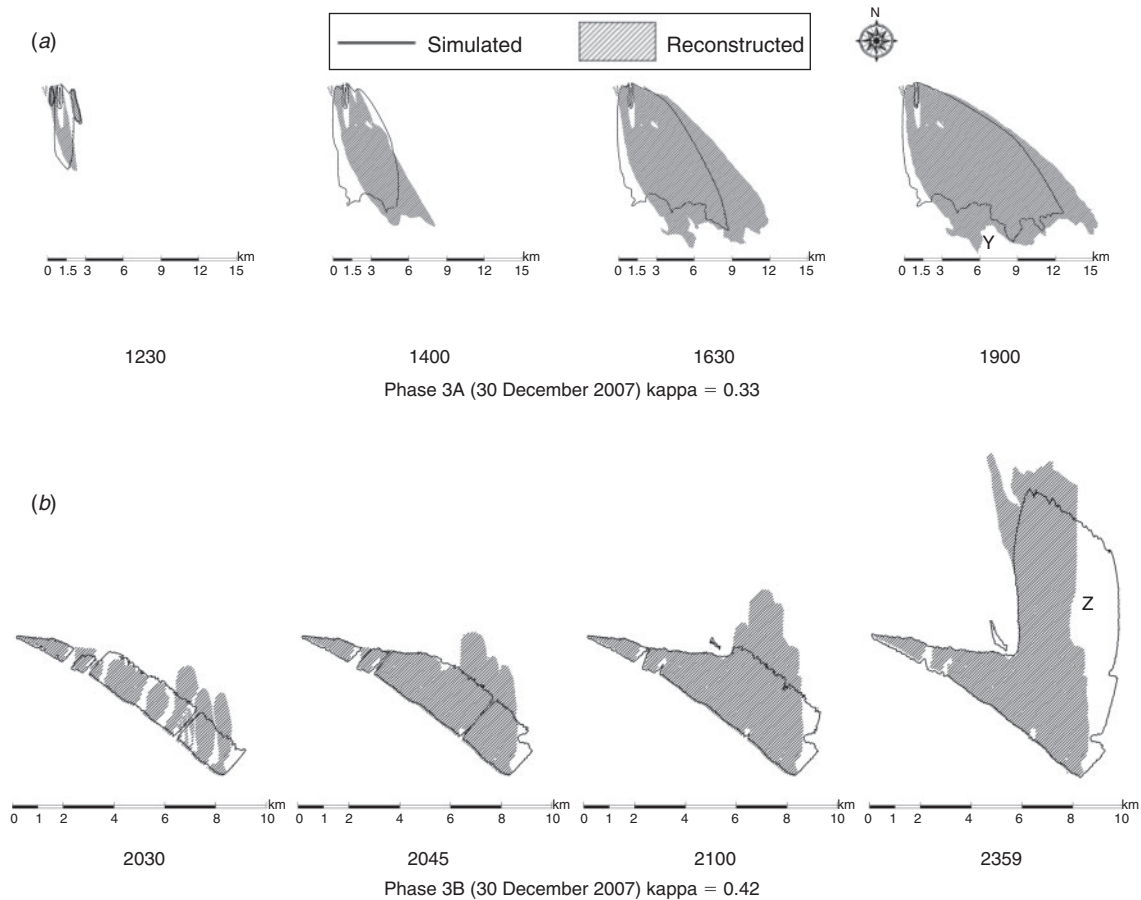 (a)
Simulated
Reconstructed
N
km
0 1.5 3 6 9 12 15
km
0 1.5 3 6 9 12 15
km
0 1.5 3 6 9 12 15
Y
km
0 1.5 3 6 9 12 15
1230
1400
1630
1900
Phase 3A (30 December 2007) kappa = 0.33
(b)
Z
km
0 1 2 4 6 8 10
km
0 1 2 4 6 8 10
km
0 1 2 4 6 8 10
km
0 1 2 4 6 8 10
2030
2045
2100
2359
Phase 3B (30 December 2007) kappa = 0.42